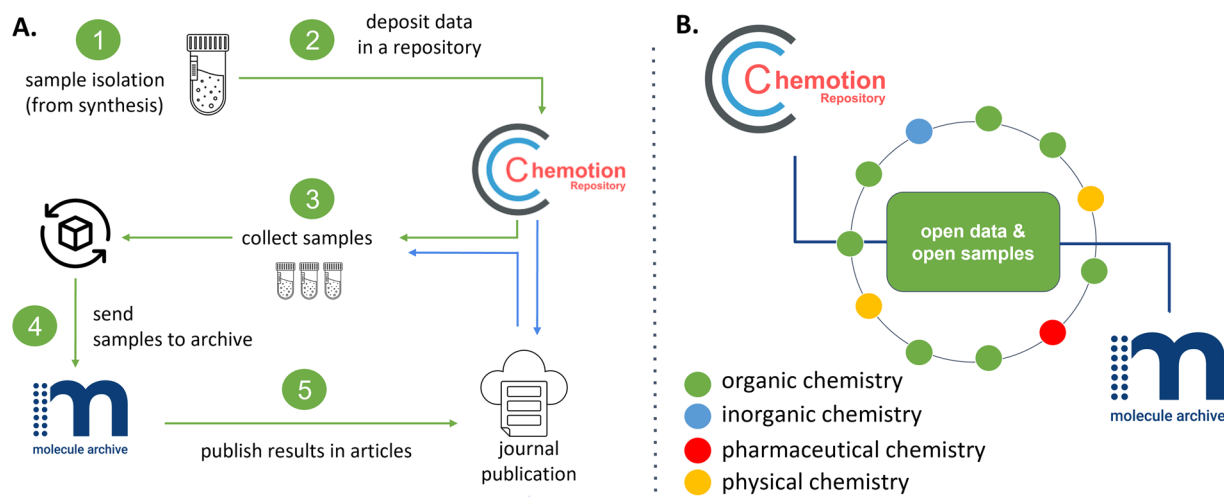 A.
1
sample isolation
(from synthesis)
2
deposit data
in a repository
Chemotion
Repository
3
collect samples
4
send
samples to archive
m
molecule archive
5
publish results in articles
journal
publication
B.
Chemotion
Repository
open data &
open samples
m
molecule archive
organic chemistry
inorganic chemistry
pharmaceutical chemistry
physical chemistry